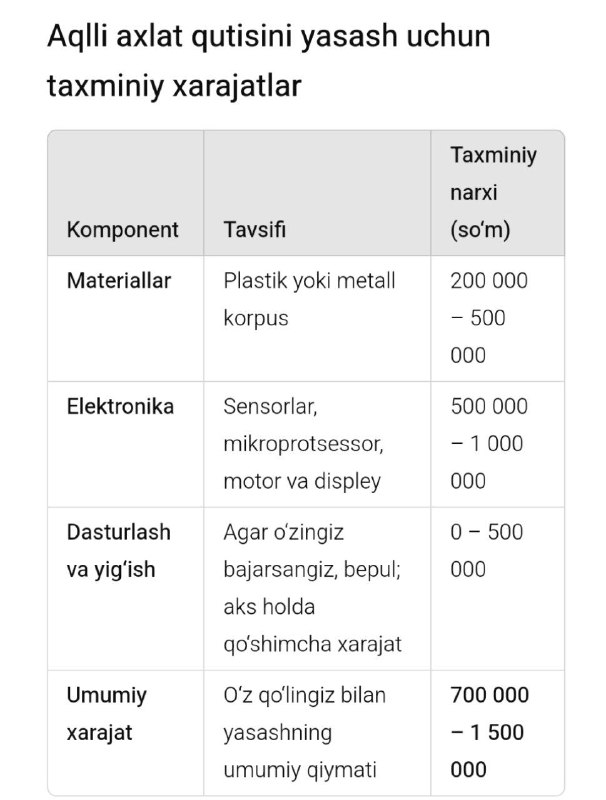 Aqlli axlat qutisini yasash uchun
taxminiy xarajatlar
Komponent
Tavsifi
Taxminiy
narxi
(so‘m)
Materiallar
Plastik yoki metall
korpus
200 000
– 500
000
Elektronika
Sensorlar,
mikroprotsessor,
motor va displey
500 000
– 1 000
000
Dasturlash
va yig‘ish
Agar o‘zingiz
bajarsangiz, bepul;
aks holda
qo‘shimcha xarajat
0 – 500
000
Umumiy
xarajat
O‘z qo‘lingiz bilan
yasashning
umumiy qiymati
700 000
– 1 500
000